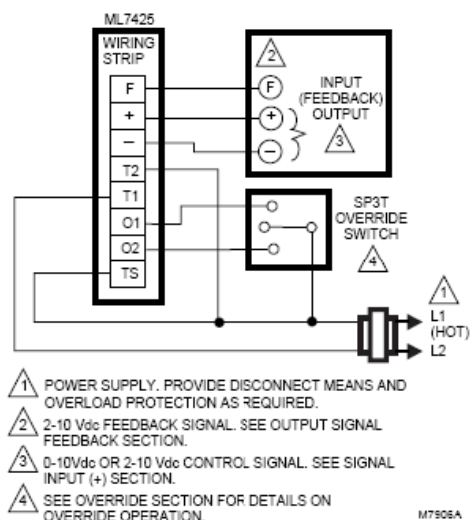 ML7425
WIRING
STRIP
F
+
–
T2
T1
O1
O2
TS
2
F
+
–
INPUT
(FEEDBACK)
OUTPUT
3
SP3T
OVERRIDE
SWITCH
4
1
L1
(HOT)
L2
1 POWER SUPPLY. PROVIDE DISCONNECT MEANS AND
OVERLOAD PROTECTION AS REQUIRED.
2 2-10 Vdc FEEDBACK SIGNAL. SEE OUTPUT SIGNAL
FEEDBACK SECTION.
3 0-10Vdc OR 2-10 Vdc CONTROL SIGNAL. SEE SIGNAL
INPUT (+) SECTION.
4 SEE OVERRIDE SECTION FOR DETAILS ON
OVERRIDE OPERATION.
M7906A